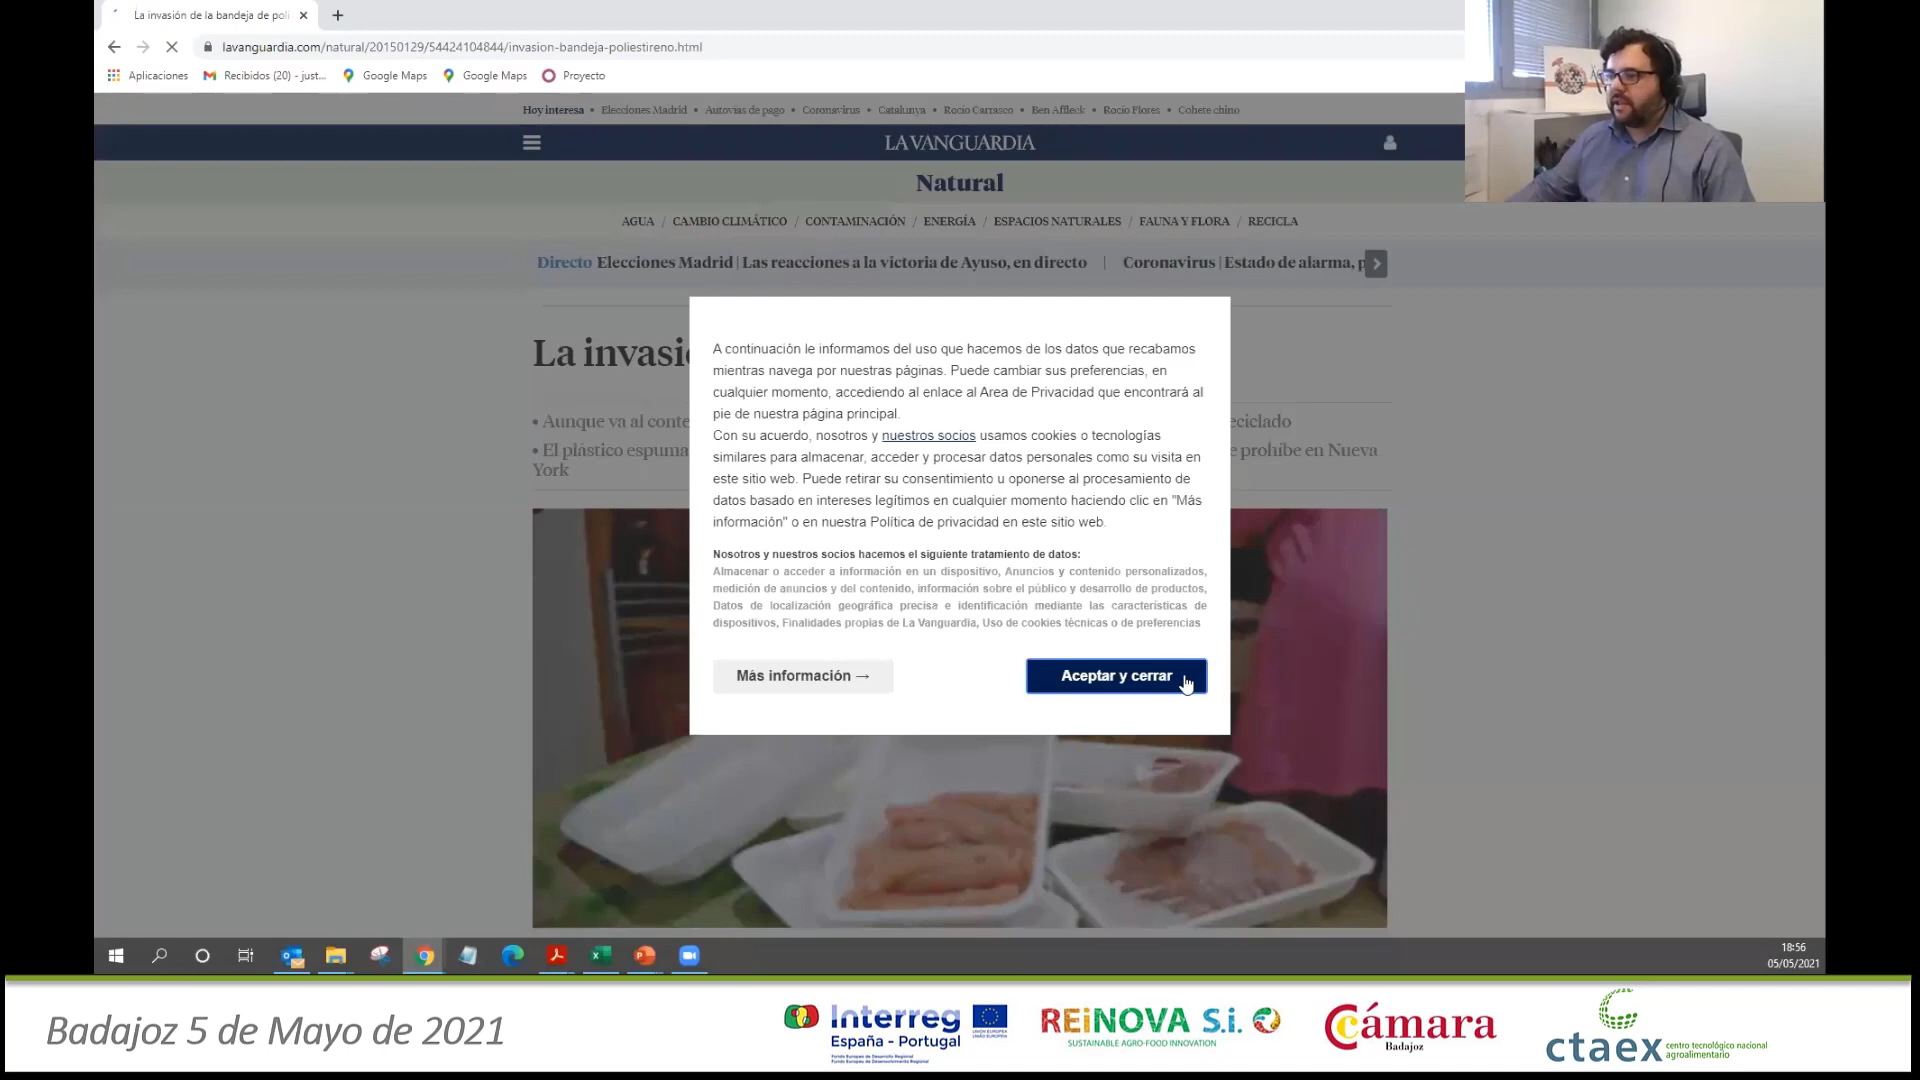 La invasión de la bandeja de poli
lavanguardia.com/natural/20150129/54424104844/invasion-bandeja-poliestireno.html
Aplicaciones
Recibidos (20) - just...
Google Maps
Google Maps
Proyecto
Hoy interesa • Elecciones Madrid • Autovías de pago • Coronavirus • Catalunya • Rocío Carrasco • Ben Affleck • Rocío Flores • Cohete chino
LA VANGUARDIA
Natural
AGUA / CAMBIO CLIMÁTICO / CONTAMINACIÓN / ENERGÍA / ESPACIOS NATURALES / FAUNA Y FLORA / RECICLA
Directo Elecciones Madrid | Las reacciones a la victoria de Ayuso, en directo | Coronavirus | Estado de alarma, p
La invasi
• Aunque va al conte
eciclado
• El plástico espuma
e prohíbe en Nueva
York
A continuación le informamos del uso que hacemos de los datos que recabamos
mientras navega por nuestras páginas. Puede cambiar sus preferencias, en
cualquier momento, accediendo al enlace al Area de Privacidad que encontrará al
pie de nuestra página principal.
Con su acuerdo, nosotros y nuestros socios usamos cookies o tecnologías
similares para almacenar, acceder y procesar datos personales como su visita en
este sitio web. Puede retirar su consentimiento u oponerse al procesamiento de
datos basado en intereses legítimos en cualquier momento haciendo clic en "Más
información" o en nuestra Política de privacidad en este sitio web.
Nosotros y nuestros socios hacemos el siguiente tratamiento de datos:
Almacenar o acceder a información en un dispositivo, Anuncios y contenido personalizados,
medición de anuncios y del contenido, información sobre el público y desarrollo de productos,
Datos de localización geográfica precisa e identificación mediante las características de
dispositivos, Finalidades propias de La Vanguardia, Uso de cookies técnicas o de preferencias
Más información →
Aceptar y cerrar
18:56
05/05/2021
Badajoz 5 de Mayo de 2021
Interreg
España - Portugal
Fondo Europeo de Desarrollo Regional
Fundo Europeu de Desenvolvimento Regional
REiNOVA S.i.
SUSTAINABLE AGRO-FOOD INNOVATION
Cámara
Badajoz
ctaex
centro tecnológico nacional
agroalimentario